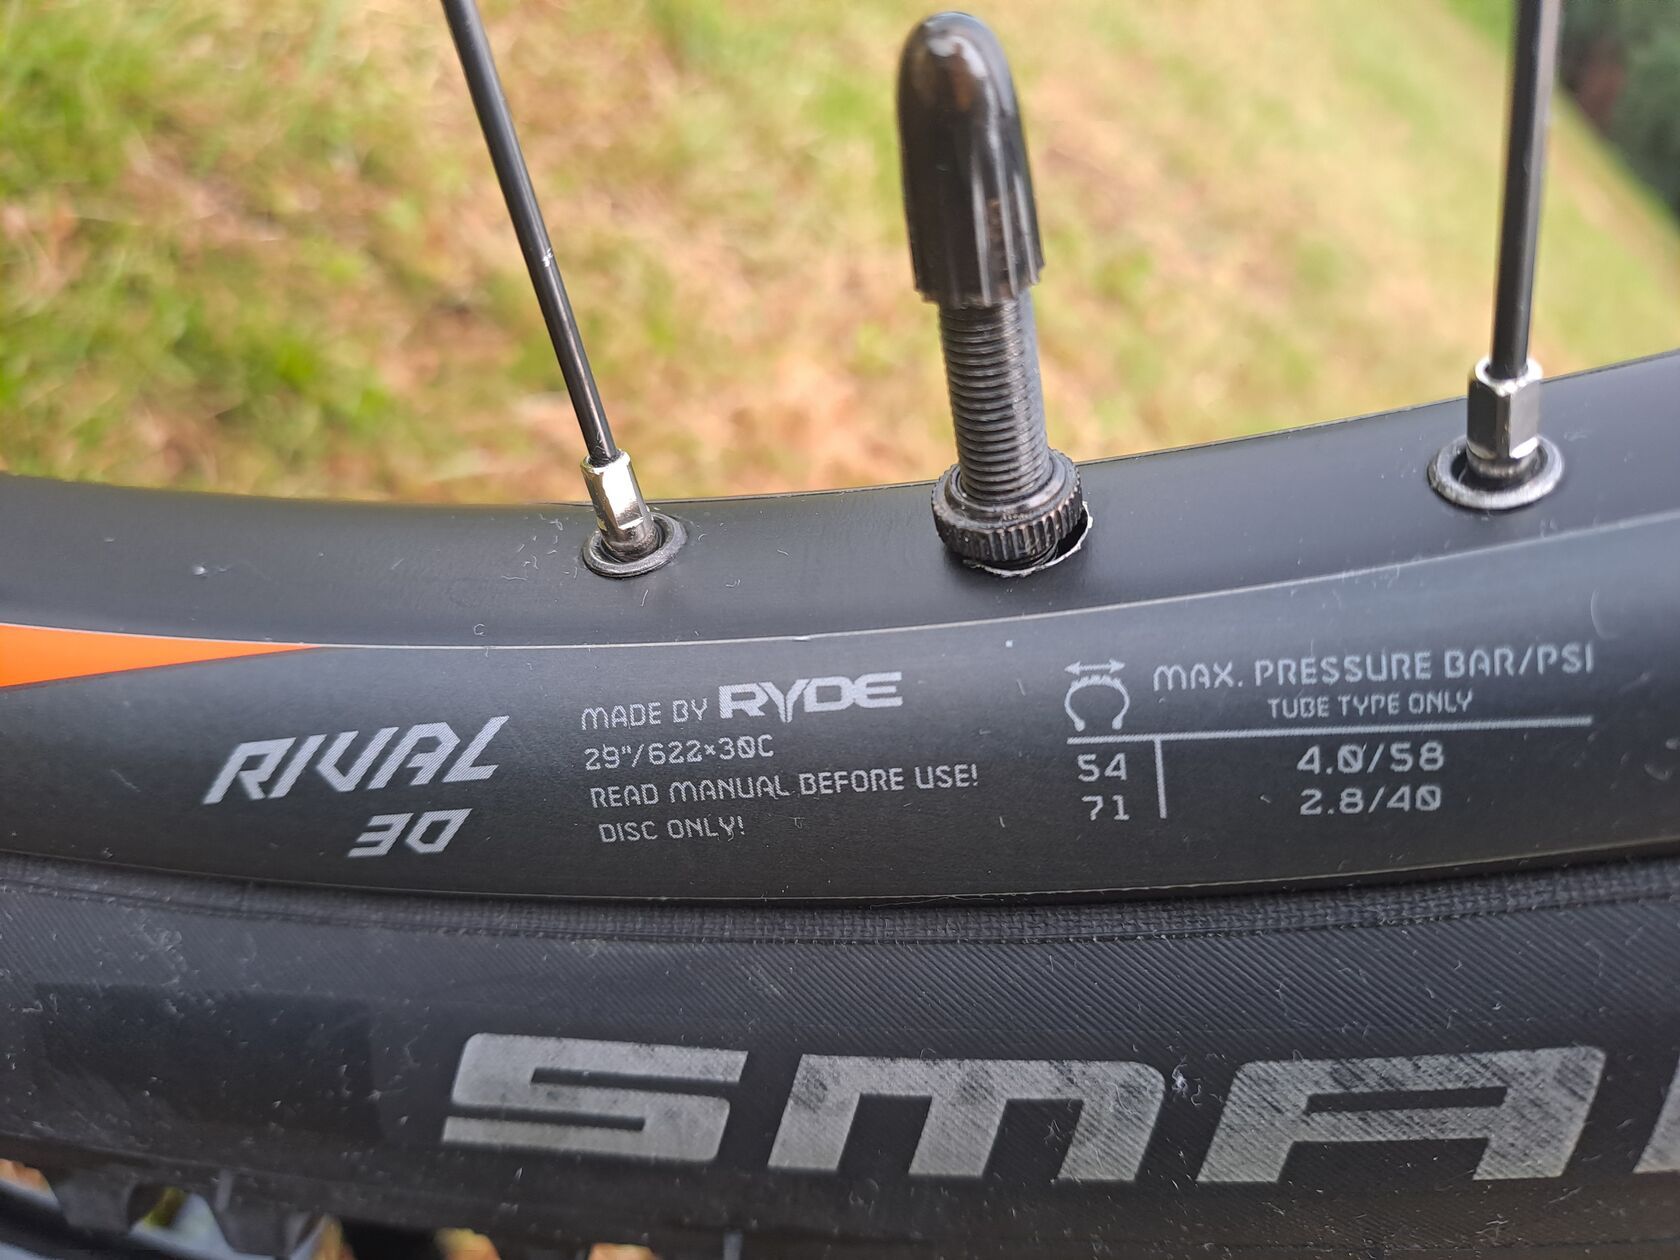 RIVAL
30
MADE BY RYDE
29"/622×30C
READ MANUAL BEFORE USE!
DISC ONLY!
MAX. PRESSURE BAR/PSI
TUBE TYPE ONLY
54 4.0/58
71 2.8/40
SMA